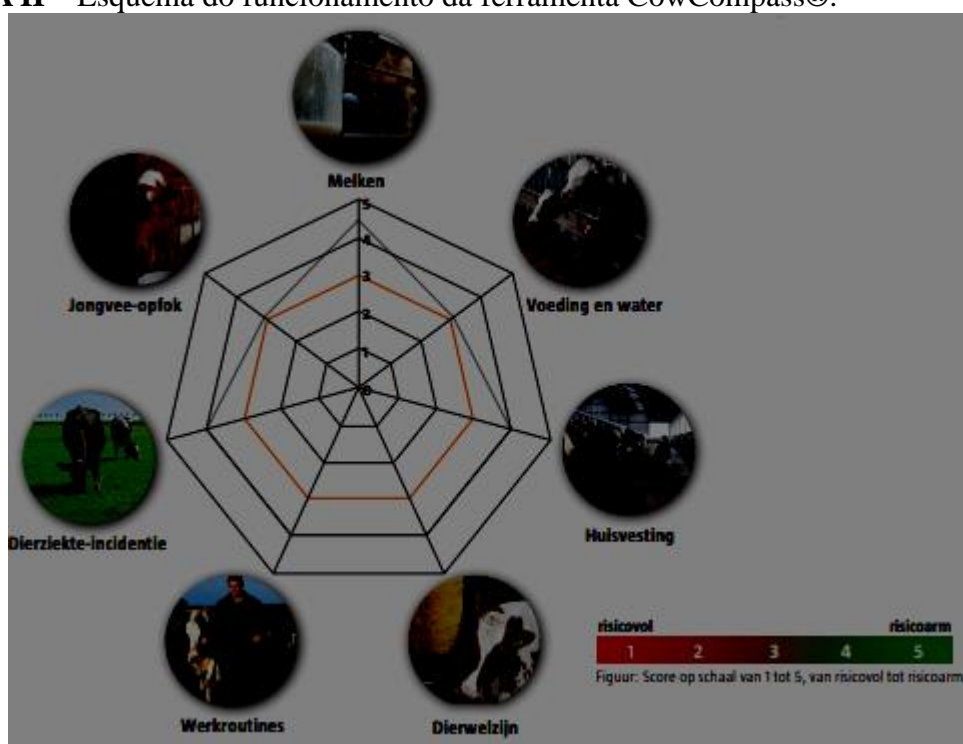 Esquema do funcionamento da ferramenta CowCompass®.
Melken
Jongvee-opfok
Voeding en water
5
4
3
2
1
0
Dierziekte-incidentie
Huisvesting
Werkroutines
Dierwelzijn
risicovol risicoarm
1 2 3 4 5
Figuur: Score op schaal van 1 tot 5, van risicovol tot risicoarm